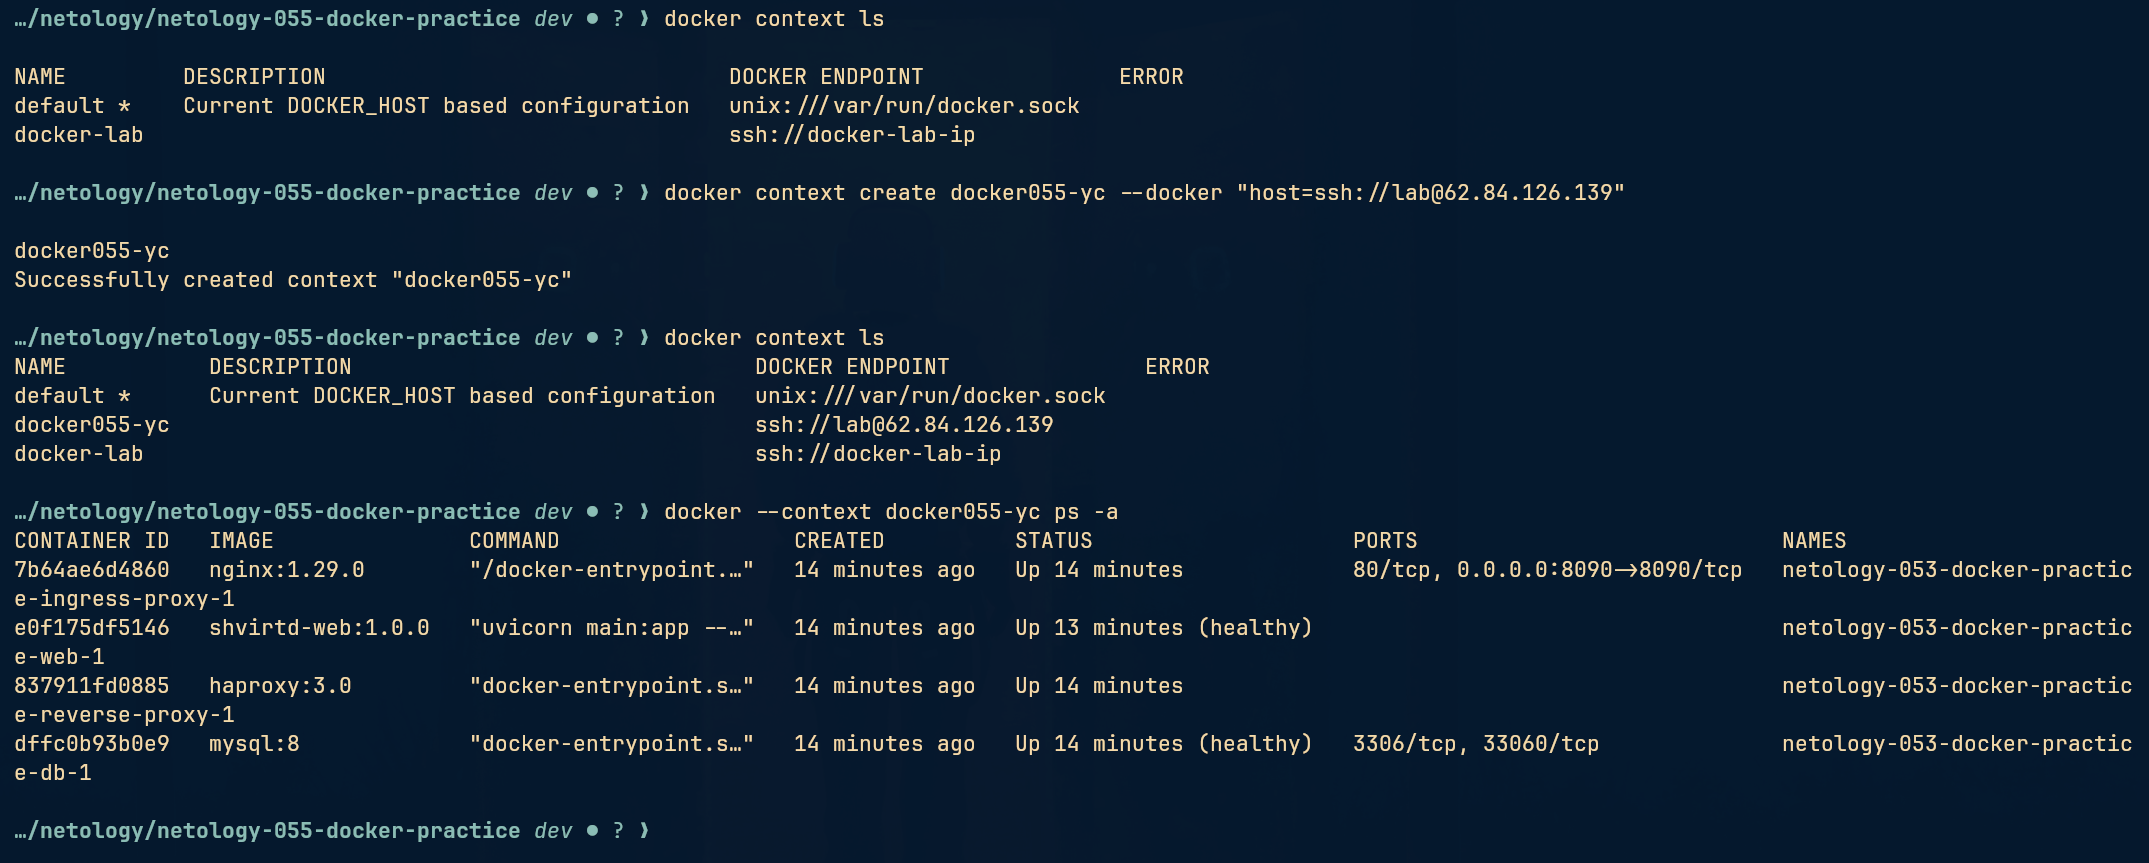 …/netology/netology-055-docker-practice dev ● ? ❱ docker context ls
NAME         DESCRIPTION                               DOCKER ENDPOINT               ERROR
default *    Current DOCKER_HOST based configuration   unix:///var/run/docker.sock
docker-lab                                             ssh://docker-lab-ip
…/netology/netology-055-docker-practice dev ● ? ❱ docker context create docker055-yc --docker "host=ssh://lab@62.84.126.139"
docker055-yc
Successfully created context "docker055-yc"
…/netology/netology-055-docker-practice dev ● ? ❱ docker context ls
NAME           DESCRIPTION                               DOCKER ENDPOINT               ERROR
default *      Current DOCKER_HOST based configuration   unix:///var/run/docker.sock
docker055-yc                                             ssh://lab@62.84.126.139
docker-lab                                               ssh://docker-lab-ip
…/netology/netology-055-docker-practice dev ● ? ❱ docker --context docker055-yc ps -a
CONTAINER ID   IMAGE               COMMAND                  CREATED          STATUS                    PORTS                            NAMES
7b64ae6d4860   nginx:1.29.0        "/docker-entrypoint.…"   14 minutes ago   Up 14 minutes             80/tcp, 0.0.0.0:8090->8090/tcp   netology-053-docker-practic
e-ingress-proxy-1
e0f175df5146   shvirtd-web:1.0.0   "uvicorn main:app --…"   14 minutes ago   Up 13 minutes (healthy)                                    netology-053-docker-practic
e-web-1
837911fd0885   haproxy:3.0         "docker-entrypoint.s…"   14 minutes ago   Up 14 minutes                                              netology-053-docker-practic
e-reverse-proxy-1
dffc0b93b0e9   mysql:8             "docker-entrypoint.s…"   14 minutes ago   Up 14 minutes (healthy)   3306/tcp, 33060/tcp              netology-053-docker-practic
e-db-1
…/netology/netology-055-docker-practice dev ● ? ❱